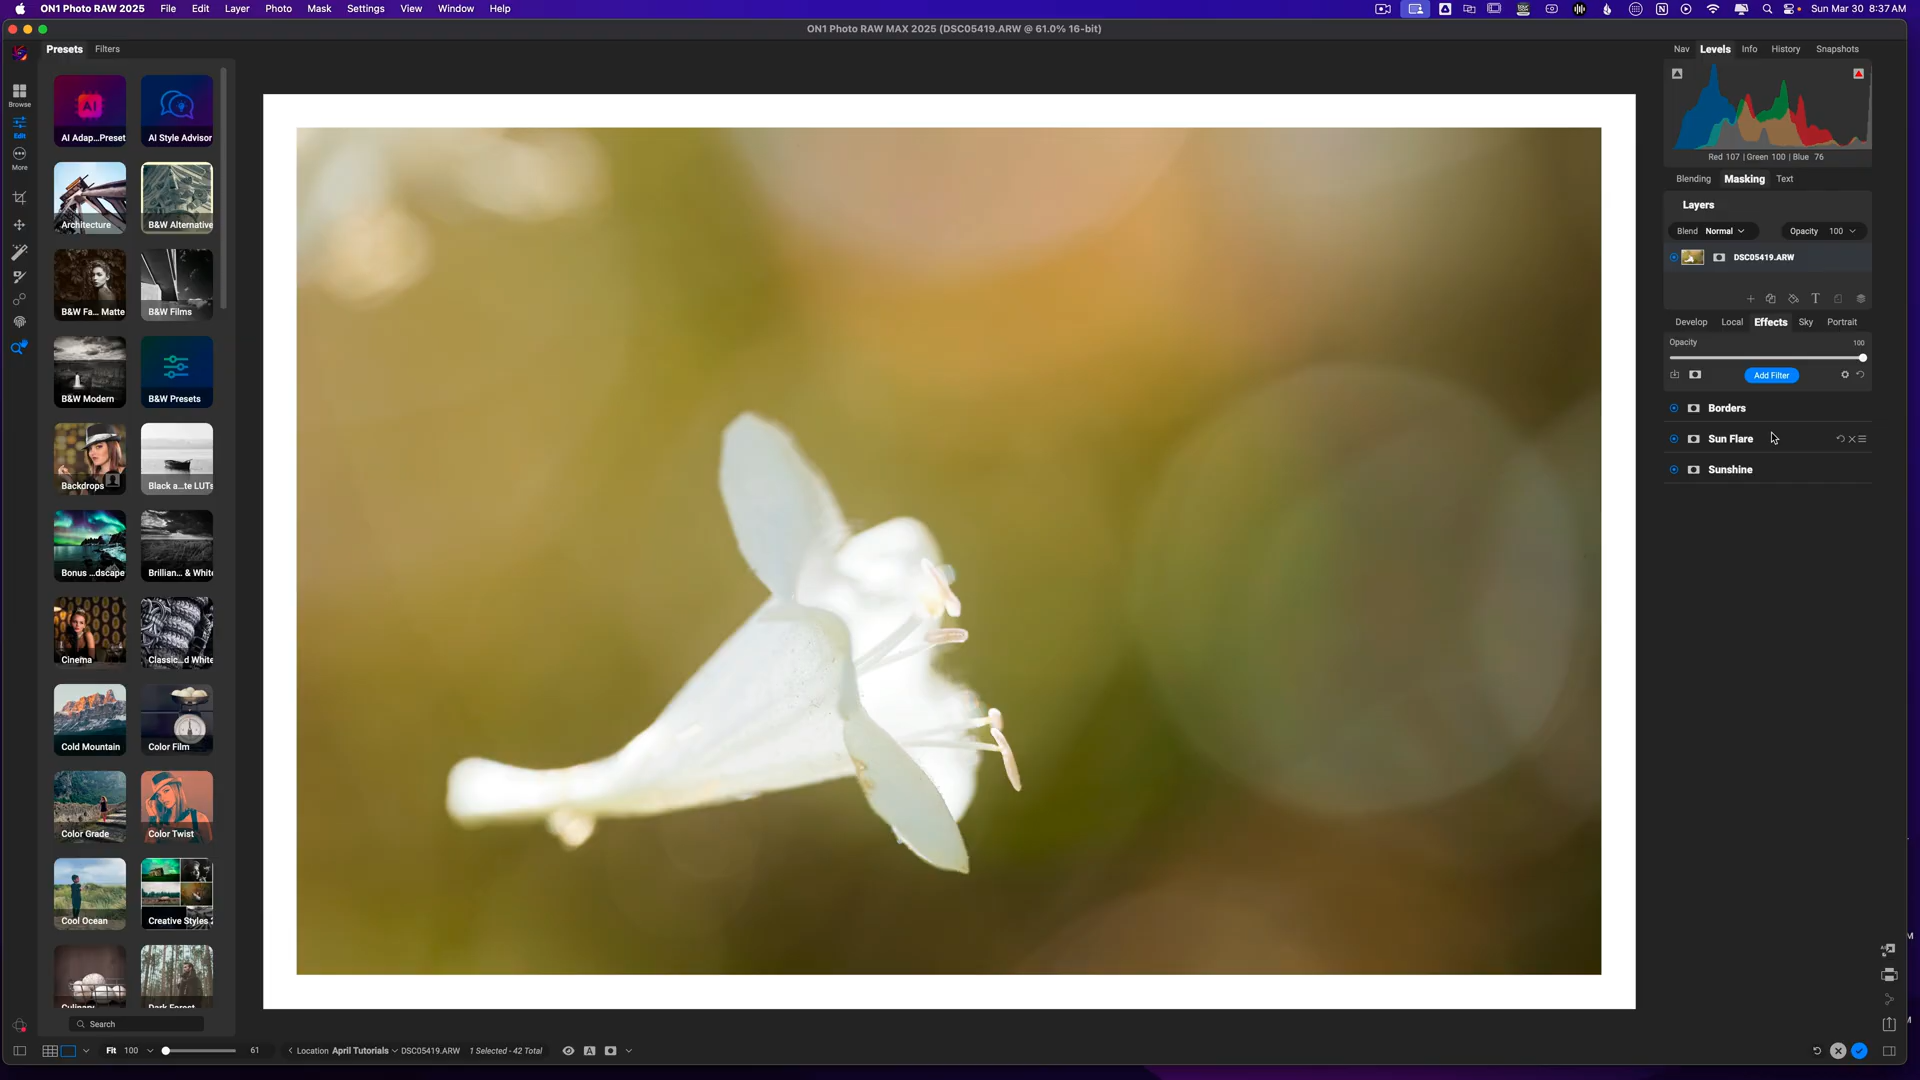 ON1 Photo RAW 2025 File Edit Layer Photo Mask Settings View Window Help
Sun Mar 30 8:37 AM
ON1 Photo RAW MAX 2025 (DSC05419.ARW @ 61.0% 16-bit)
Presets Filters
Nav Levels Info History Snapshots
Browse
Edit
More
AI Adap...Preset AI Style Advisor
Architecture B&W Alternative
B&W Fa... Matte B&W Films
B&W Modern B&W Presets
Backdrops Black a...te LUTs
Bonus ...dscape Brillian... & White
Cinema Classic...d White
Cold Mountain Color Film
Color Grade Color Twist
Cool Ocean Creative Styles 2
Culinary Dark Forest
Search
Red 107 | Green 100 | Blue 76
Blending Masking Text
Layers
Blend Normal Opacity 100
DSC05419.ARW
Develop Local Effects Sky Portrait
Opacity 100
Add Filter
Borders
Sun Flare
Sunshine
Fit 100 61 Location April Tutorials DSC05419.ARW 1 Selected - 42 Total